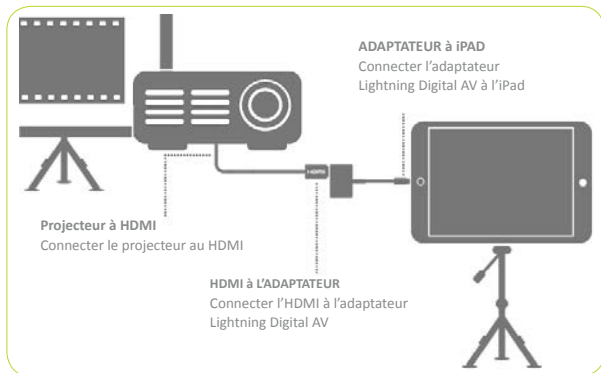 ADAPTATEUR à iPAD
Connecter l'adaptateur
Lightning Digital AV à l'iPad
HDMI
Projecteur à HDMI
Connecter le projecteur au HDMI
HDMI à L'ADAPTATEUR
Connecter l'HDMI à l'adaptateur
Lightning Digital AV